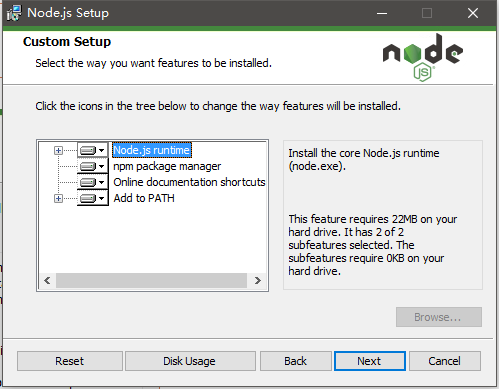 Node.js Setup
Custom Setup
Select the way you want features to be installed.
node
JS
Click the icons in the tree below to change the way features will be installed.
Node.js runtime
npm package manager
Online documentation shortcuts
Add to PATH
Install the core Node.js runtime
(node.exe).
This feature requires 22MB on your
hard drive. It has 2 of 2
subfeatures selected. The
subfeatures require 0KB on your
hard drive.
Browse...
Reset
Disk Usage
Back
Next
Cancel